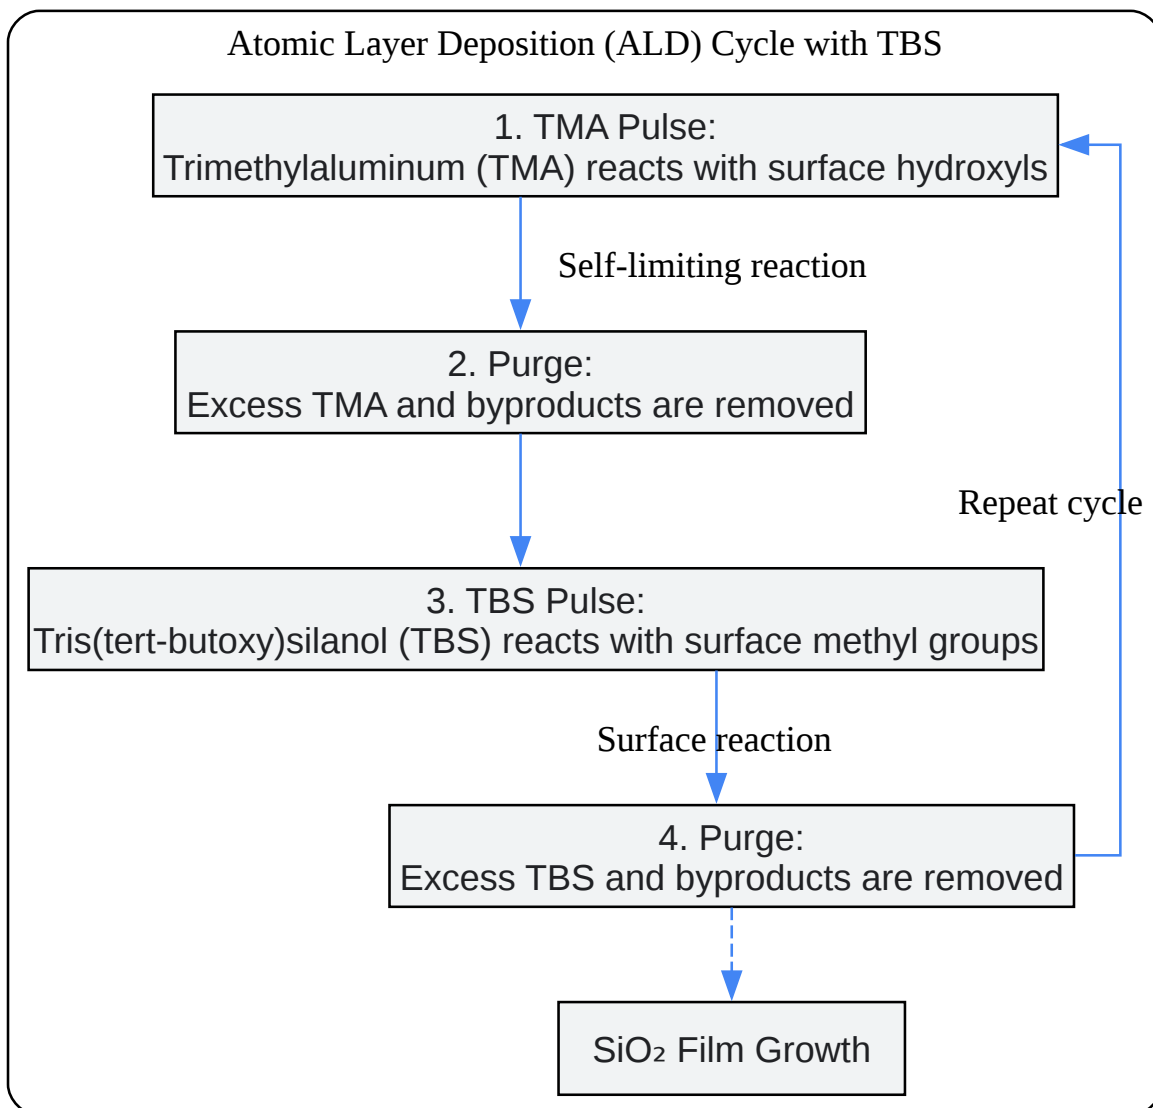 Atomic Layer Deposition (ALD) Cycle with TBS
1. TMA Pulse:
Trimethylaluminum (TMA) reacts with surface hydroxyls
Self-limiting reaction
2. Purge:
Excess TMA and byproducts are removed
Repeat cycle
3. TBS Pulse:
Tris(tert-butoxy)silanol (TBS) reacts with surface methyl groups
Surface reaction
4. Purge:
Excess TBS and byproducts are removed
SiO₂ Film Growth